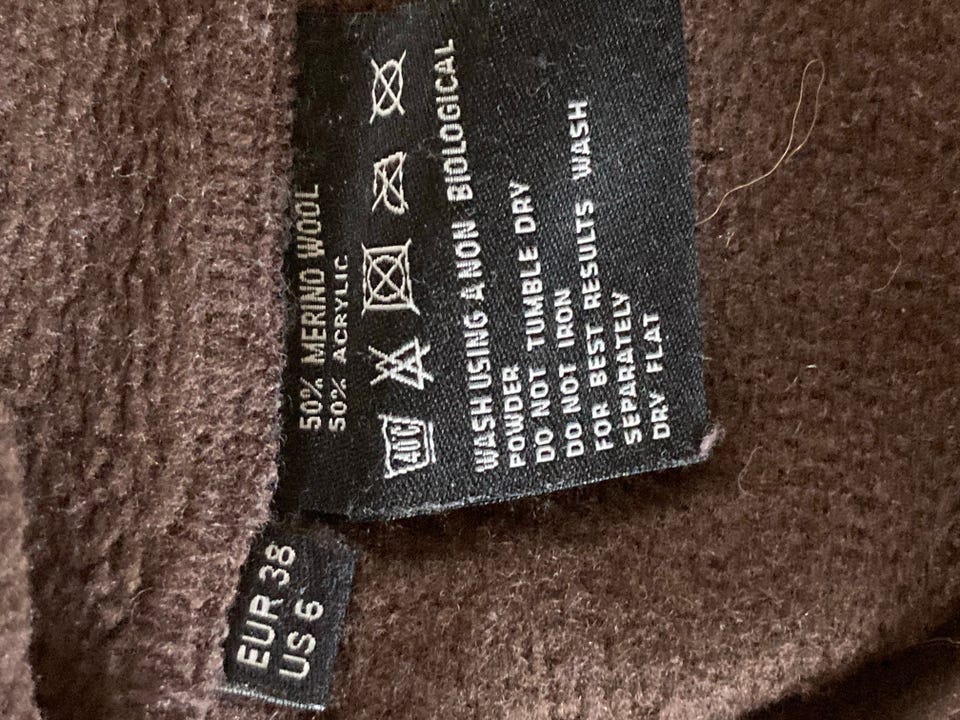 50% MERINO WOOL
50% ACRYLIC
40°C
WASH USING A NON BIOLOGICAL
POWDER
DO NOT TUMBLE DRY
DO NOT IRON
FOR BEST RESULTS WASH
SEPARATELY
DRY FLAT
EUR 38
US 6